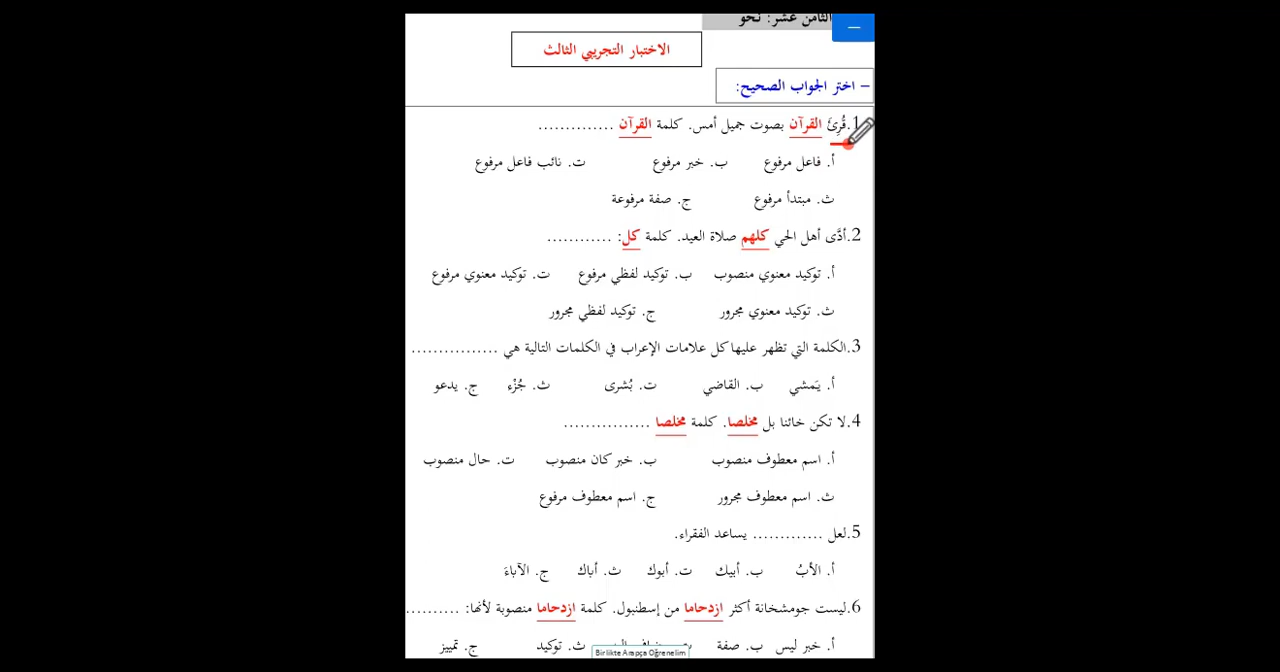 الثامن عشر: نحو
الاختبار التجريبي الثالث
– اختر الجواب الصحيح:
1.قُرِئَ القرآن بصوت جميل أمس. كلمة القرآن ..............
أ. فاعل مرفوع ب. خبر مرفوع ت. نائب فاعل مرفوع
ث. مبتدأ مرفوع ج. صفة مرفوعة
2.أدَّى أهل الحي كلهم صلاة العيد. كلمة كل: ............
أ. توكيد معنوي منصوب ب. توكيد لفظي مرفوع ت. توكيد معنوي مرفوع
ث. توكيد معنوي مجرور ج. توكيد لفظي مجرور
3.الكلمة التي تظهر عليها كل علامات الإعراب في الكلمات التالية هي ................
أ. يَمشي ب. القاضي ت. بُشرى ث. جُزْء ج. يدعو
4.لا تكن خائنا بل مخلصا. كلمة مخلصا ................
أ. اسم معطوف منصوب ب. خبر كان منصوب ت. حال منصوب
ث. اسم معطوف مجرور ج. اسم معطوف مرفوع
5.لعل ............. يساعد الفقراء.
أ. الأبُ ب. أبيك ت. أبوك ث. أباك ج. الآباءَ
6.ليست جومشخانة أكثر ازدحاما من إسطنبول. كلمة ازدحاما منصوبة لأنها: ..........
أ. خبر ليس ب. صفة ث. توكيد ج. تمييز
Birlikte Arapça Öğrenelim